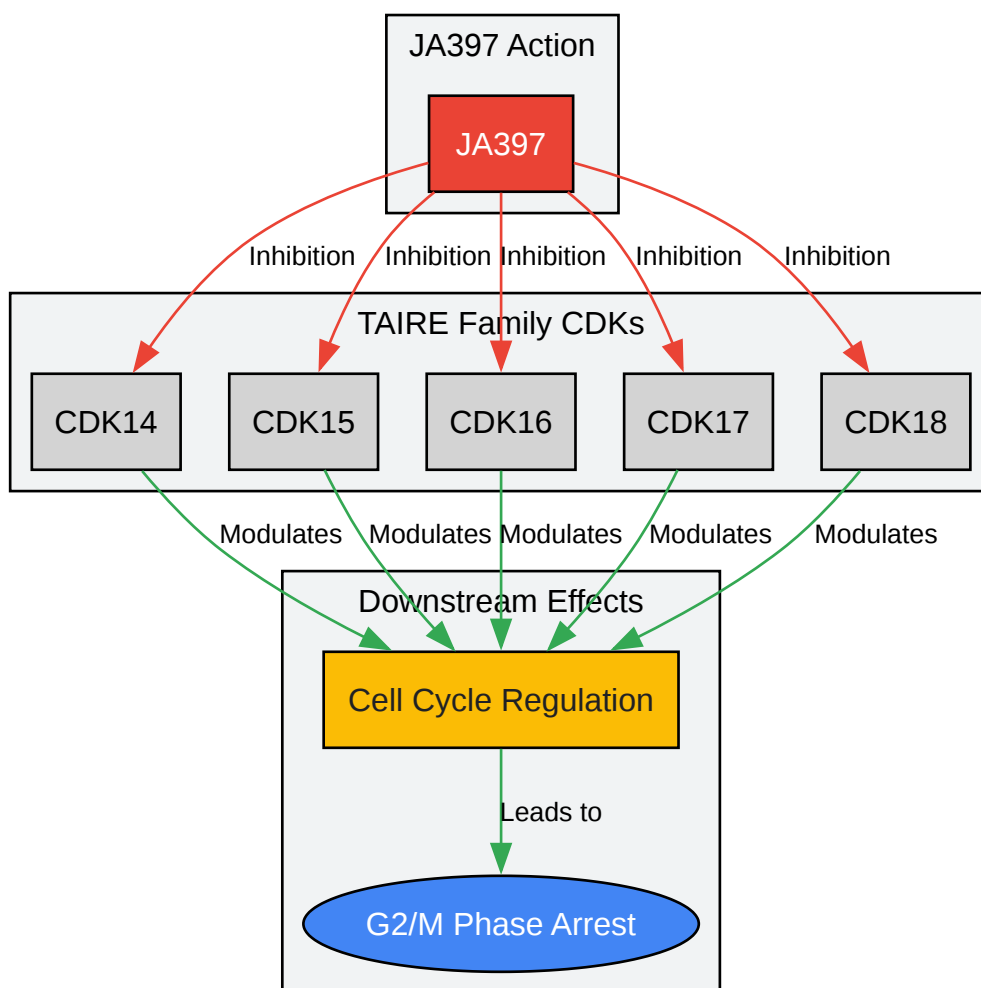 JA397 Action
JA397
Inhibition Inhibition Inhibition Inhibition Inhibition
TAIRE Family CDKs
CDK14 CDK15 CDK16 CDK17 CDK18
Modulates Modulates Modulates Modulates Modulates
Downstream Effects
Cell Cycle Regulation
Leads to
G2/M Phase Arrest